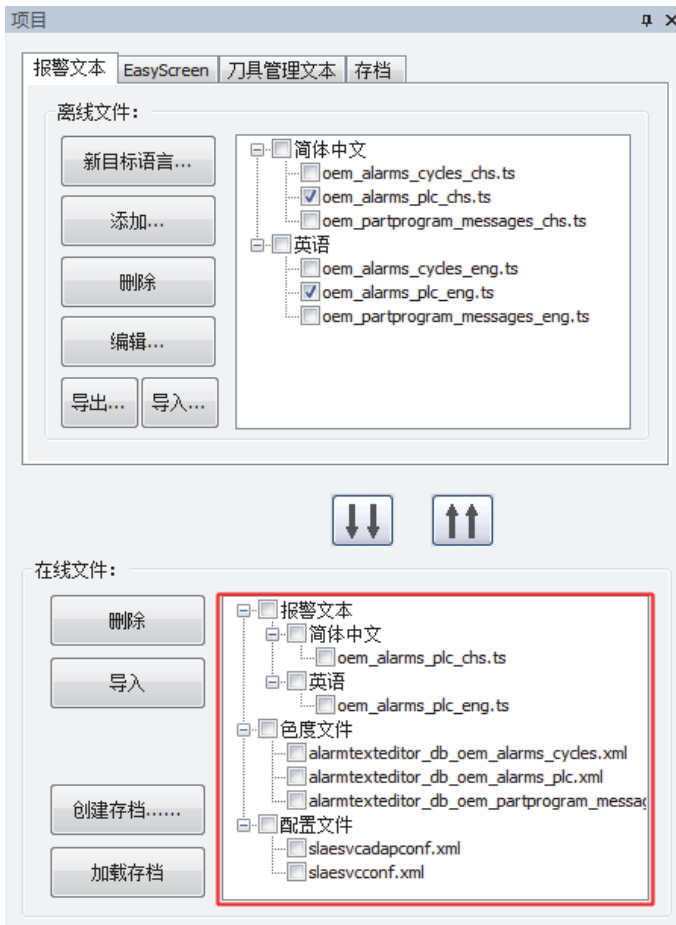 项目
报警文本 EasyScreen 刀具管理文本 存档
离线文件:
新目标语言...
添加...
删除
编辑...
导出... 导入...
简体中文
oem_alarms_cycles_chs.ts
oem_alarms_plc_chs.ts
oem_partprogram_messages_chs.ts
英语
oem_alarms_cycles_eng.ts
oem_alarms_plc_eng.ts
oem_partprogram_messages_eng.ts
在线文件:
删除
导入
创建存档......
加载存档
报警文本
简体中文
oem_alarms_plc_chs.ts
英语
oem_alarms_plc_eng.ts
色度文件
alarmtexteditor_db_oem_alarms_cycles.xml
alarmtexteditor_db_oem_alarms_plc.xml
alarmtexteditor_db_oem_partprogram_messag
配置文件
slaesvcadapconf.xml
slaesvcconf.xml